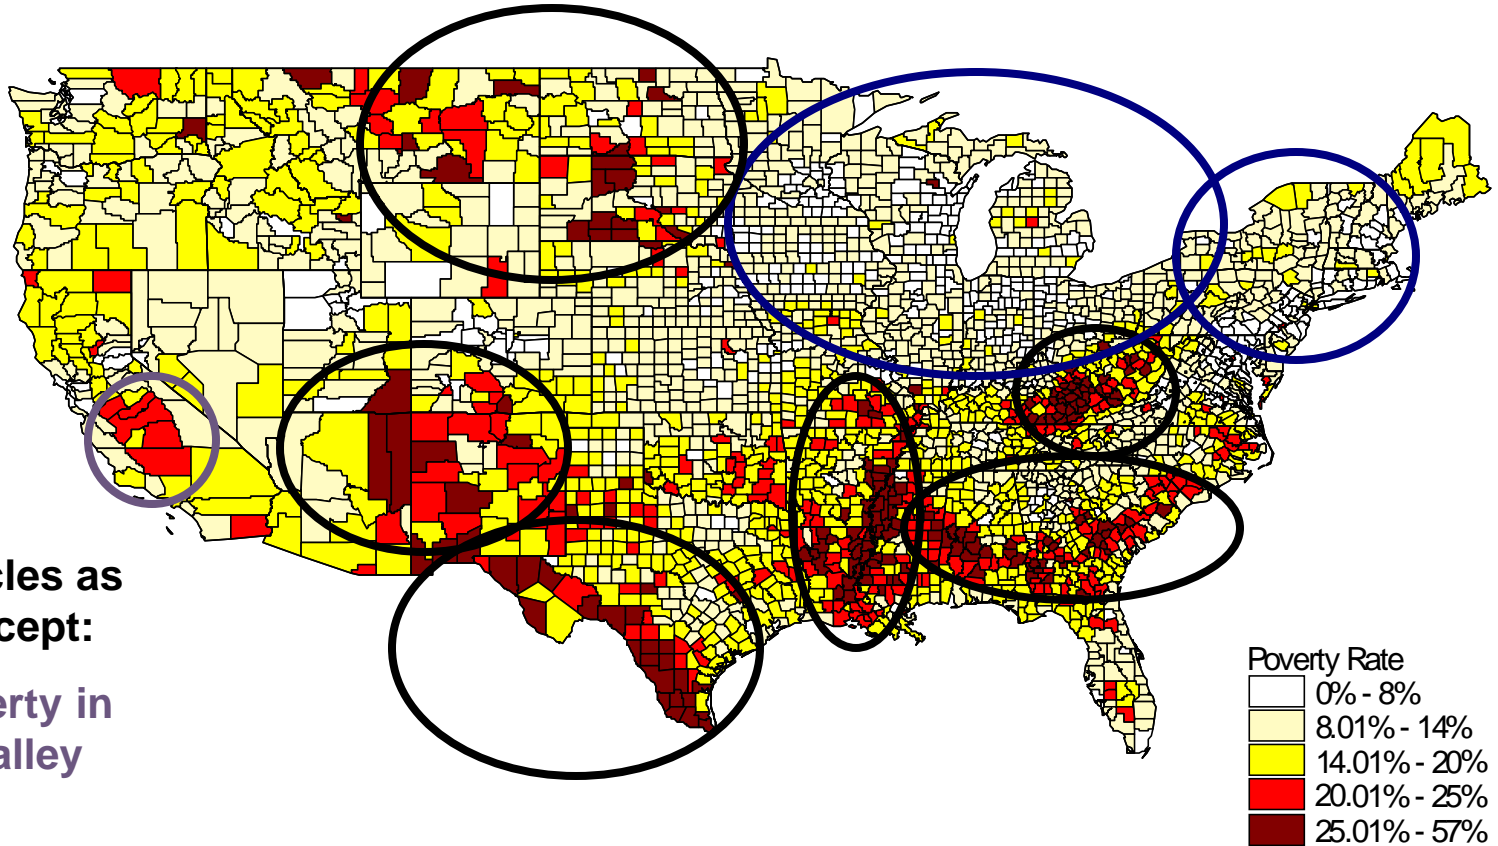 cles as
cept:
erty in
alley
Poverty Rate
0% - 8%
8.01% - 14%
14.01% - 20%
20.01% - 25%
25.01% - 57%